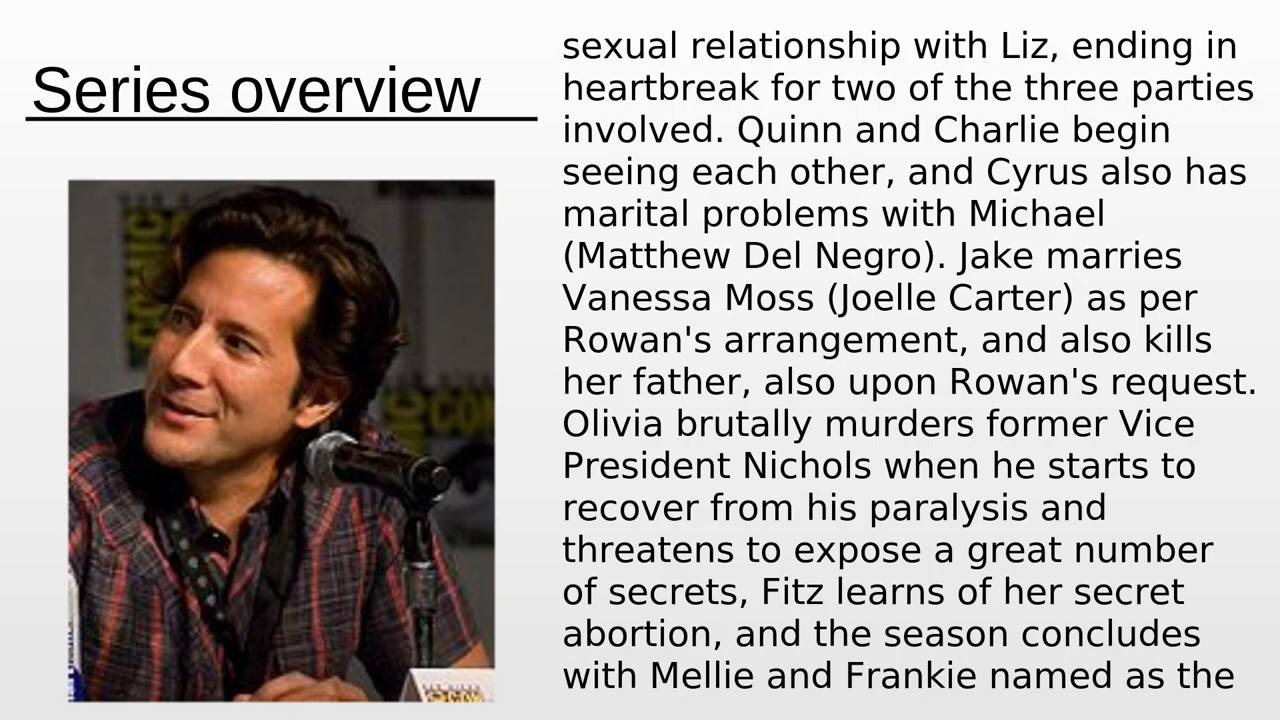 Series overview
sexual relationship with Liz, ending in
heartbreak for two of the three parties
involved. Quinn and Charlie begin
seeing each other, and Cyrus also has
marital problems with Michael
(Matthew Del Negro). Jake marries
Vanessa Moss (Joelle Carter) as per
Rowan's arrangement, and also kills
her father, also upon Rowan's request.
Olivia brutally murders former Vice
President Nichols when he starts to
recover from his paralysis and
threatens to expose a great number
of secrets, Fitz learns of her secret
abortion, and the season concludes
with Mellie and Frankie named as the